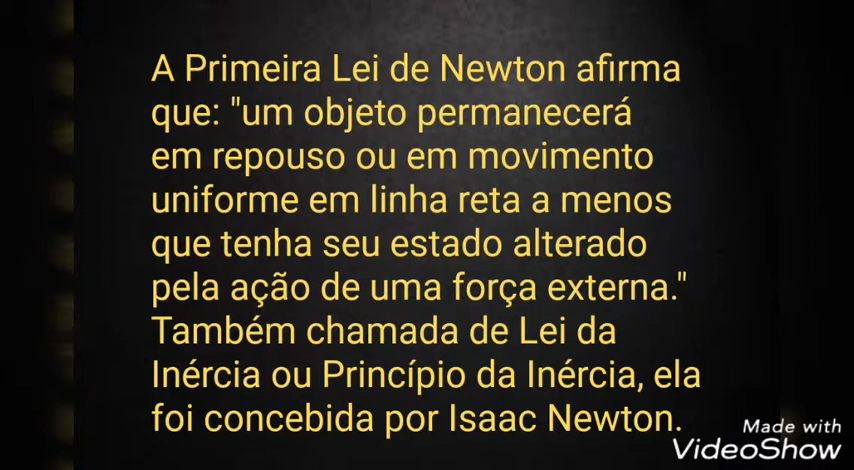 A Primeira Lei de Newton afirma
que: "um objeto permanecerá
em repouso ou em movimento
uniforme em linha reta a menos
que tenha seu estado alterado
pela ação de uma força externa."
Também chamada de Lei da
Inércia ou Princípio da Inércia, ela
foi concebida por Isaac Newton.
Made with
VideoShow